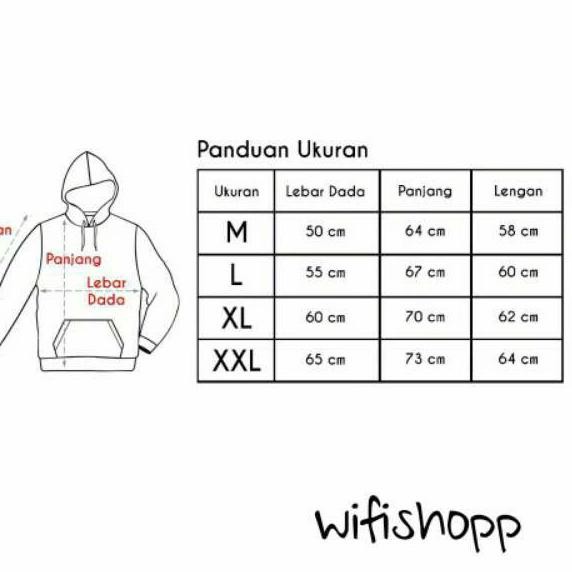 Panduan Ukuran
Ukuran Lebar Dada Panjang Lengan
M 50 cm 64 cm 58 cm
L 55 cm 67 cm 60 cm
XL 60 cm 70 cm 62 cm
XXL 65 cm 73 cm 64 cm
an
Panjang
Lebar
Dada
wifishopp